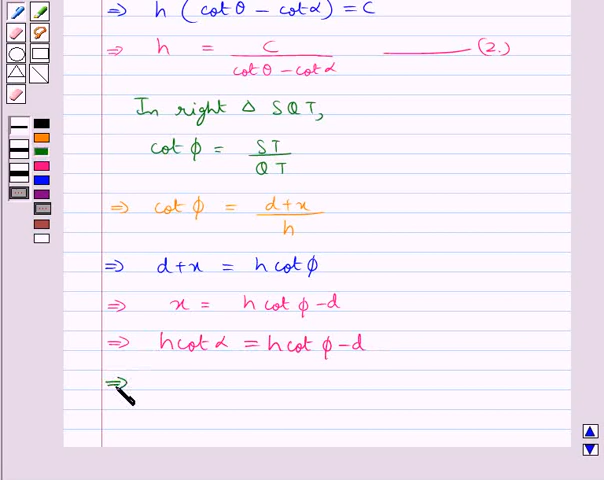 ⇒ h (cot θ − cot α) = C
⇒ h = C / (cot θ − cot α) ——— (2.)
In right Δ SQT,
cot ϕ = ST / QT
⇒ cot ϕ = (d+x) / h
⇒ d+x = h cot ϕ
⇒ x = h cot ϕ − d
⇒ h cot α = h cot ϕ − d
⇒